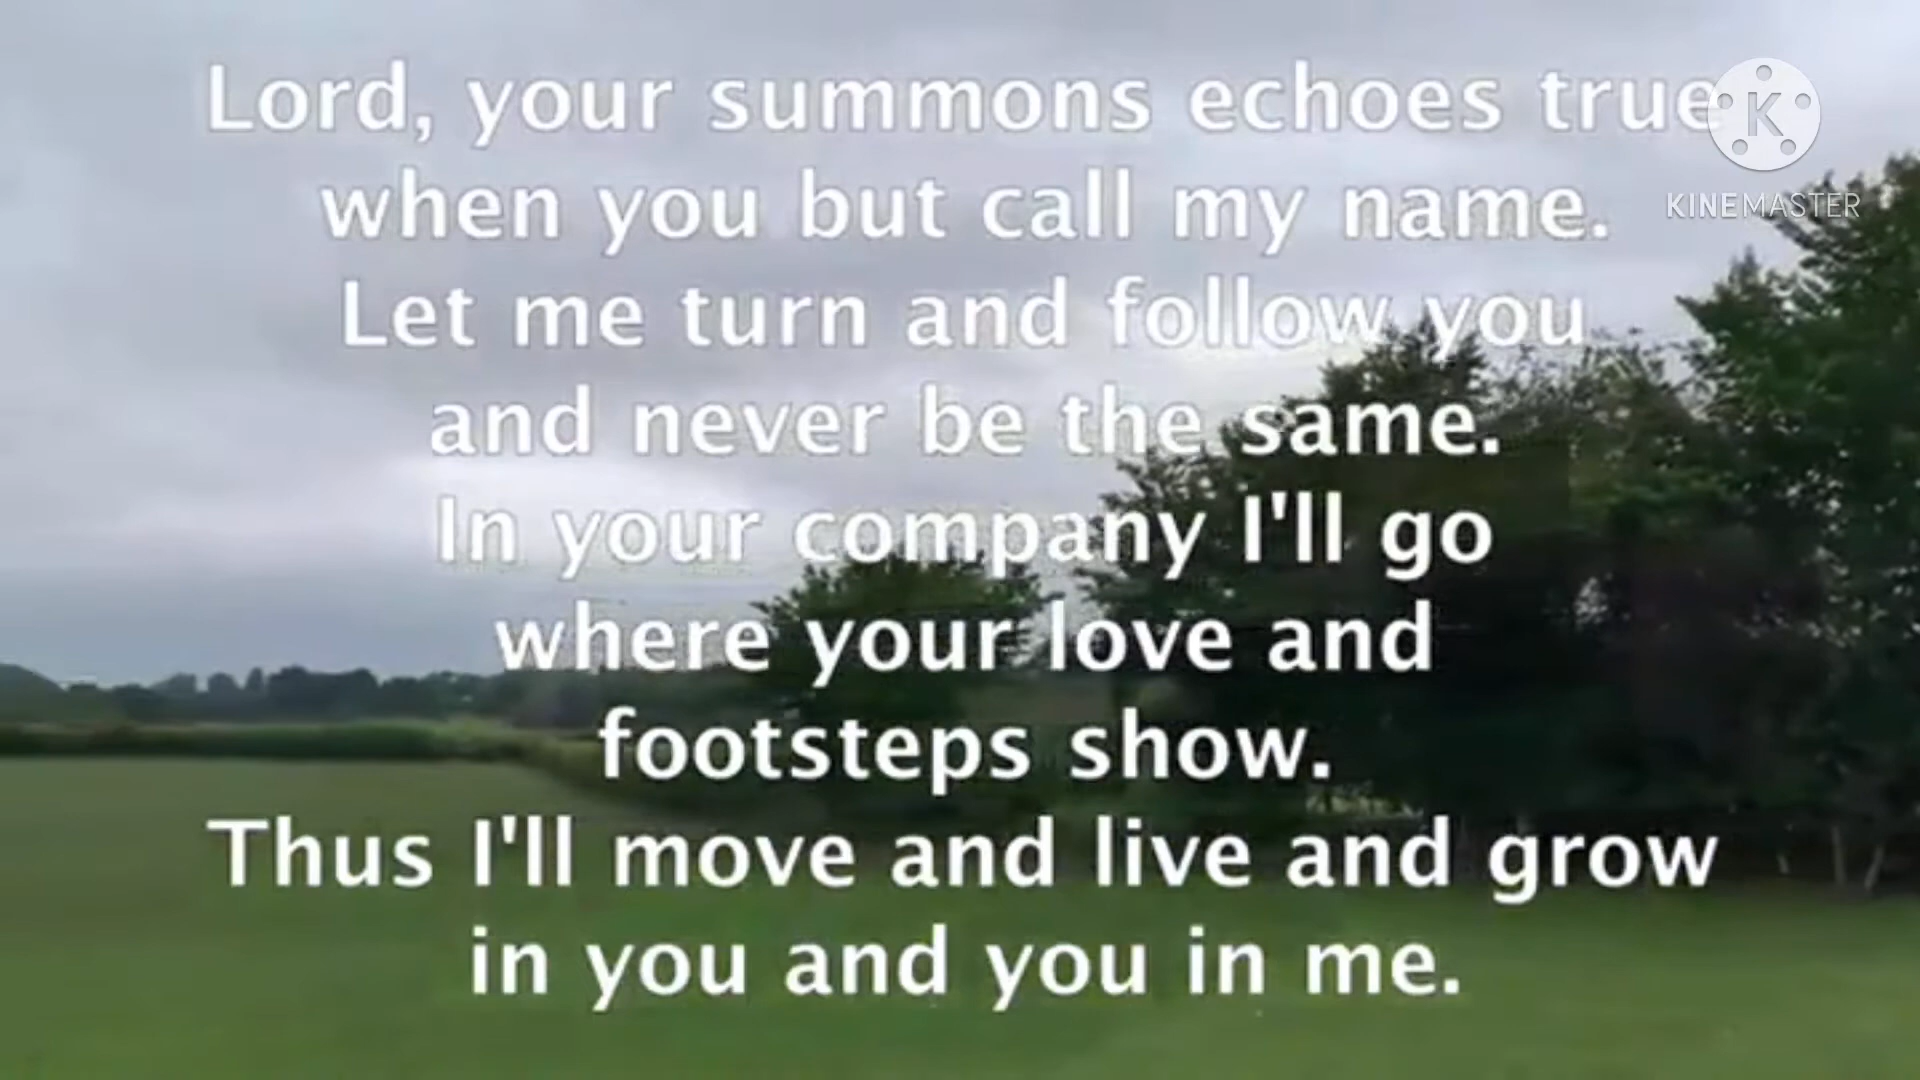 Lord, your summons echoes true
when you but call my name.
Let me turn and follow you
and never be the same.
In your company I'll go
where your love and
footsteps show.
Thus I'll move and live and grow
in you and you in me.
K
KINEMASTER